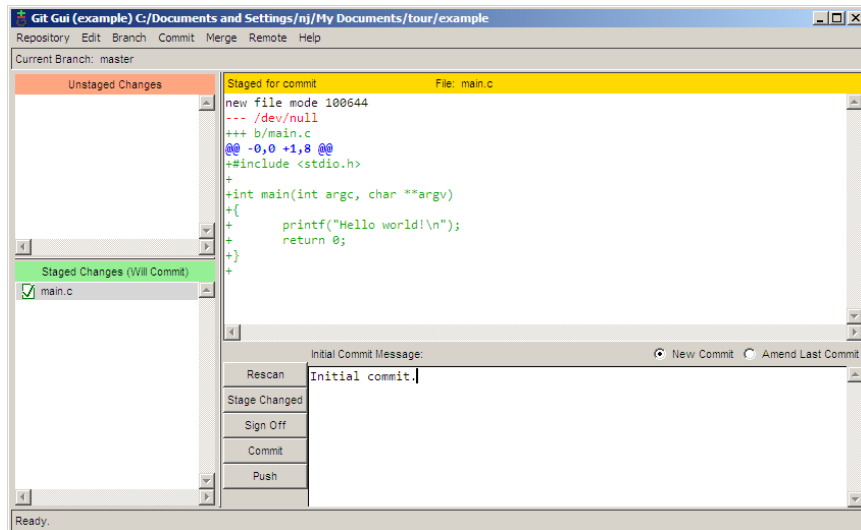 Git Gui (example) C:/Documents and Settings/nj/My Documents/tour/example
Repository Edit Branch Commit Merge Remote Help
Current Branch: master
Unstaged Changes
Staged for commit File: main.c
new file mode 100644
--- /dev/null
+++ b/main.c
@@ -0,0 +1,8 @@
+#include <stdio.h>
+
+int main(int argc, char **argv)
+{
+ printf("Hello world!\n");
+ return 0;
+}
+
Staged Changes (Will Commit)
main.c
Initial Commit Message: New Commit Amend Last Commit
Rescan
Stage Changed
Sign Off
Commit
Push
Initial commit.
Ready.